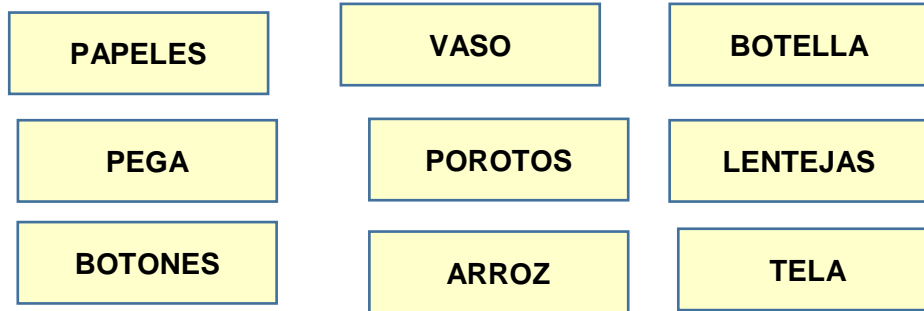 PAPELES
VASO
BOTELLA
PEGA
POROTOS
LENTEJAS
BOTONES
ARROZ
TELA